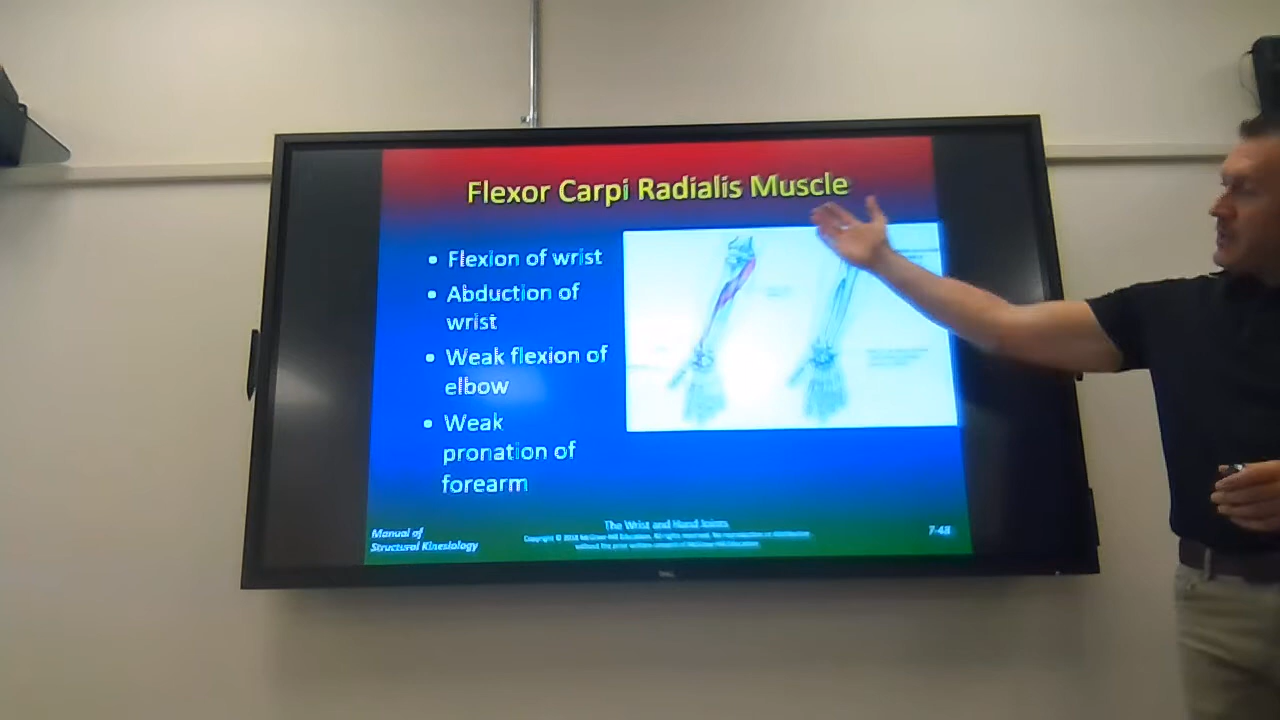 Flexor Carpi Radialis Muscle
• Flexion of wrist
• Abduction of
wrist
• Weak flexion of
elbow
• Weak
pronation of
forearm
Manual of
Structural Kinesiology
The Wrist and Hand Joints
7-48